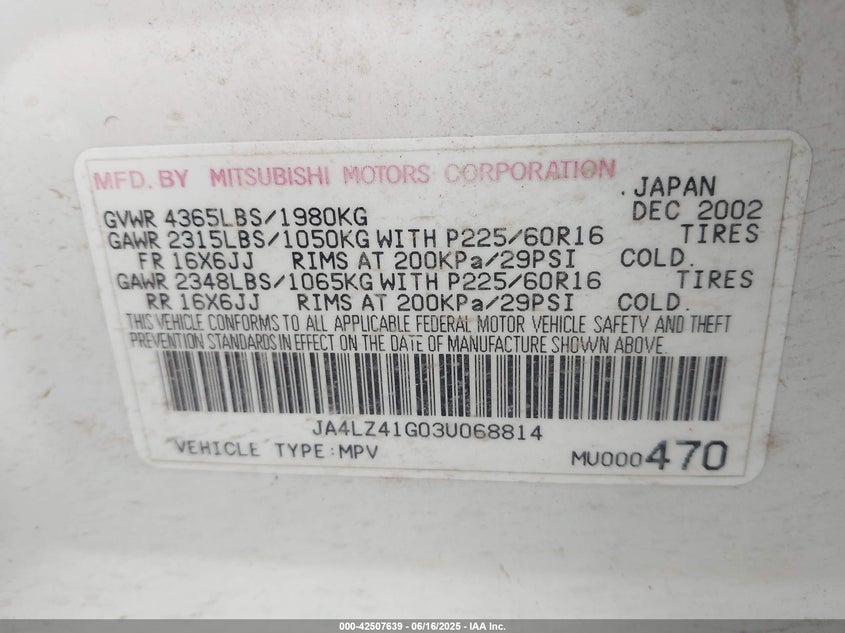 MFD. BY MITSUBISHI MOTORS CORPORATION
. JAPAN
GVWR 4365LBS/1980KG DEC 2002
GAWR 2315LBS/1050KG WITH P225/60R16 TIRES
FR 16X6JJ RIMS AT 200KPa/29PSI COLD.
GAWR 2348LBS/1065KG WITH P225/60R16 TIRES
RR 16X6JJ RIMS AT 200KPa/29PSI COLD.
THIS VEHICLE CONFORMS TO ALL APPLICABLE FEDERAL MOTOR VEHICLE SAFETY AND THEFT
PREVENTION STANDARDS IN EFFECT ON THE DATE OF MANUFACTURE SHOWN ABOVE.
JA4LZ41G03U068814
VEHICLE TYPE:MPV MU000470
000-42507639 - 06/16/2025 - IAA Inc.